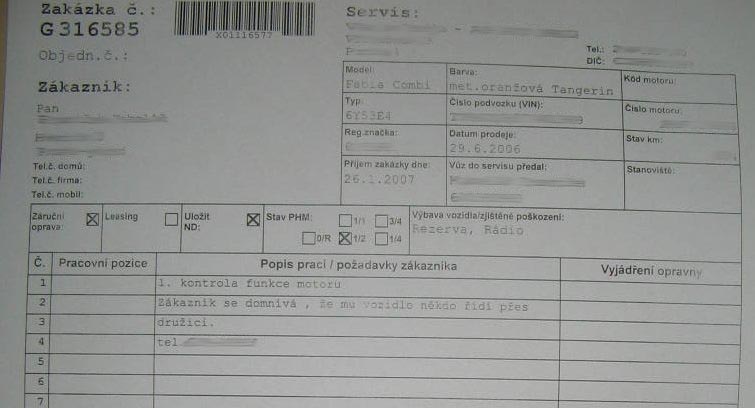 Zakázka č.:
G316585
X01116577
Objedn.č.:
Zákazník:
Pan
Tel.č. domů:
Tel.č. firma:
Tel.č. mobil:
Servis:
Tel.:
DIČ:
Model: Barva: Kód motoru:
Fabia Combi met.oranžová Tangerin
Typ: Číslo podvozku (VIN): Číslo motoru:
6Y53E4
Reg.značka: Datum prodeje: Stav km:
29.6.2006
Příjem zakázky dne: Vůz do servisu předal: Stanoviště:
26.1.2007
Záruční oprava: Leasing Uložit ND: Stav PHM: 1/1 3/4 Výbava vozidla/zjištěné poškození:
0/R 1/2 1/4 Rezerva, Rádio
Č. Pracovní pozice Popis prací / požadavky zákazníka Vyjádření opravny
1 1. kontrola funkce motoru
2 Zákazník se domnívá , že mu vozidlo někdo řídí přes
3 družici.
4 tel
5
6
7